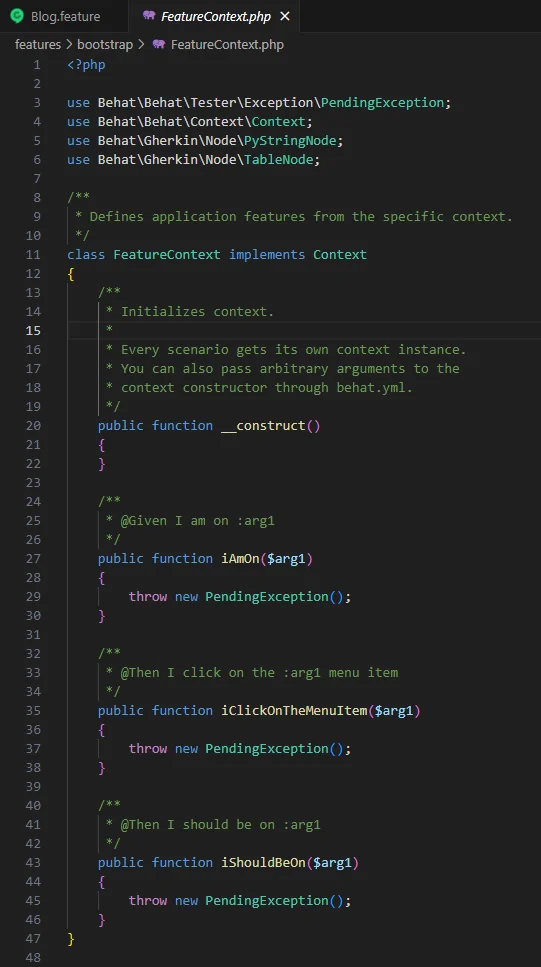 Blog.feature FeatureContext.php ×
features > bootstrap > FeatureContext.php
1 <?php
2
3 use Behat\Behat\Tester\Exception\PendingException;
4 use Behat\Behat\Context\Context;
5 use Behat\Gherkin\Node\PyStringNode;
6 use Behat\Gherkin\Node\TableNode;
7
8 /**
9  * Defines application features from the specific context.
10  */
11 class FeatureContext implements Context
12 {
13     /**
14      * Initializes context.
15      *
16      * Every scenario gets its own context instance.
17      * You can also pass arbitrary arguments to the
18      * context constructor through behat.yml.
19      */
20     public function __construct()
21     {
22     }
23
24     /**
25      * @Given I am on :arg1
26      */
27     public function iAmOn($arg1)
28     {
29         throw new PendingException();
30     }
31
32     /**
33      * @Then I click on the :arg1 menu item
34      */
35     public function iClickOnTheMenuItem($arg1)
36     {
37         throw new PendingException();
38     }
39
40     /**
41      * @Then I should be on :arg1
42      */
43     public function iShouldBeOn($arg1)
44     {
45         throw new PendingException();
46     }
47 }
48